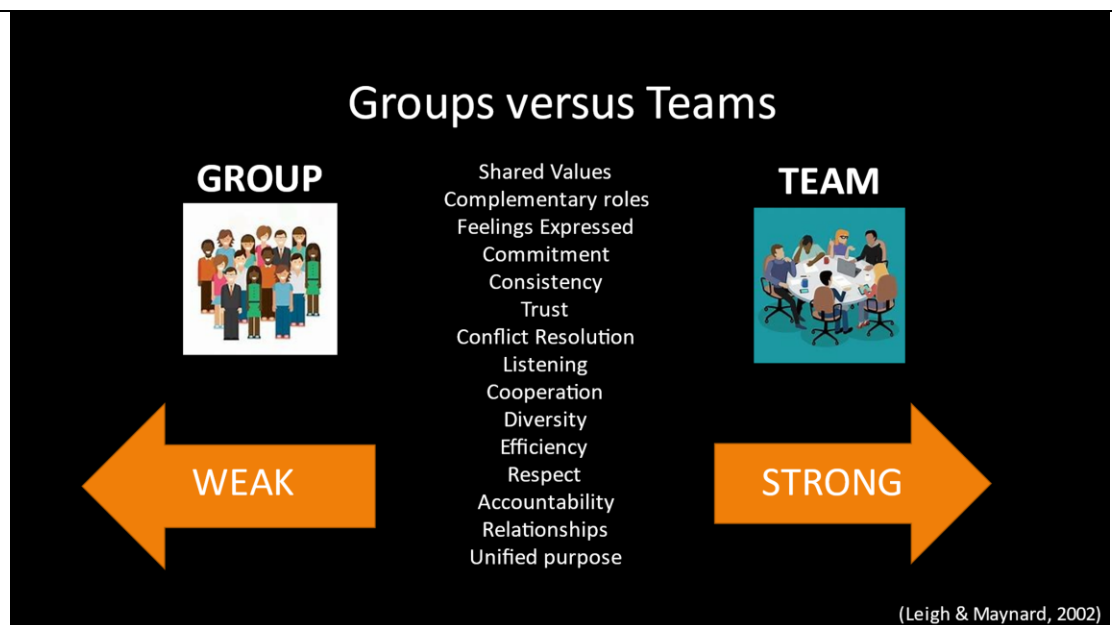 Groups versus Teams
GROUP
Shared Values
Complementary roles
Feelings Expressed
Commitment
Consistency
Trust
Conflict Resolution
Listening
Cooperation
Diversity
Efficiency
Respect
Accountability
Relationships
Unified purpose
TEAM
WEAK
STRONG
(Leigh & Maynard, 2002)